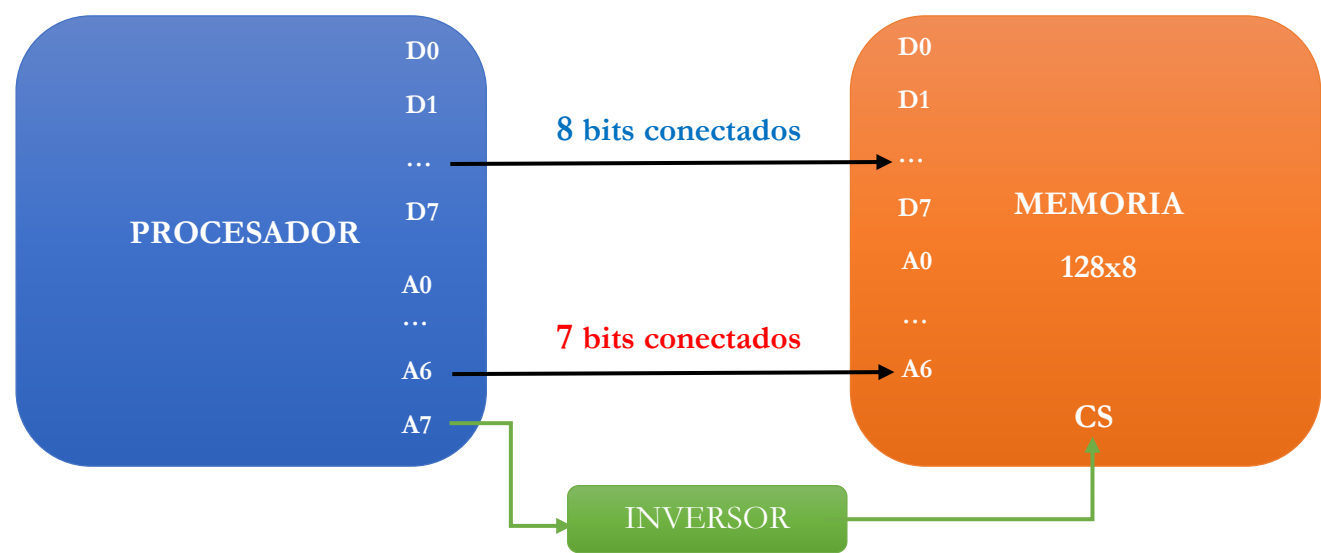 D0
D1
...
D7
PROCESADOR
A0
...
A6
A7
8 bits conectados
7 bits conectados
D0
D1
...
D7
MEMORIA
128x8
A0
...
A6
CS
INVERSOR